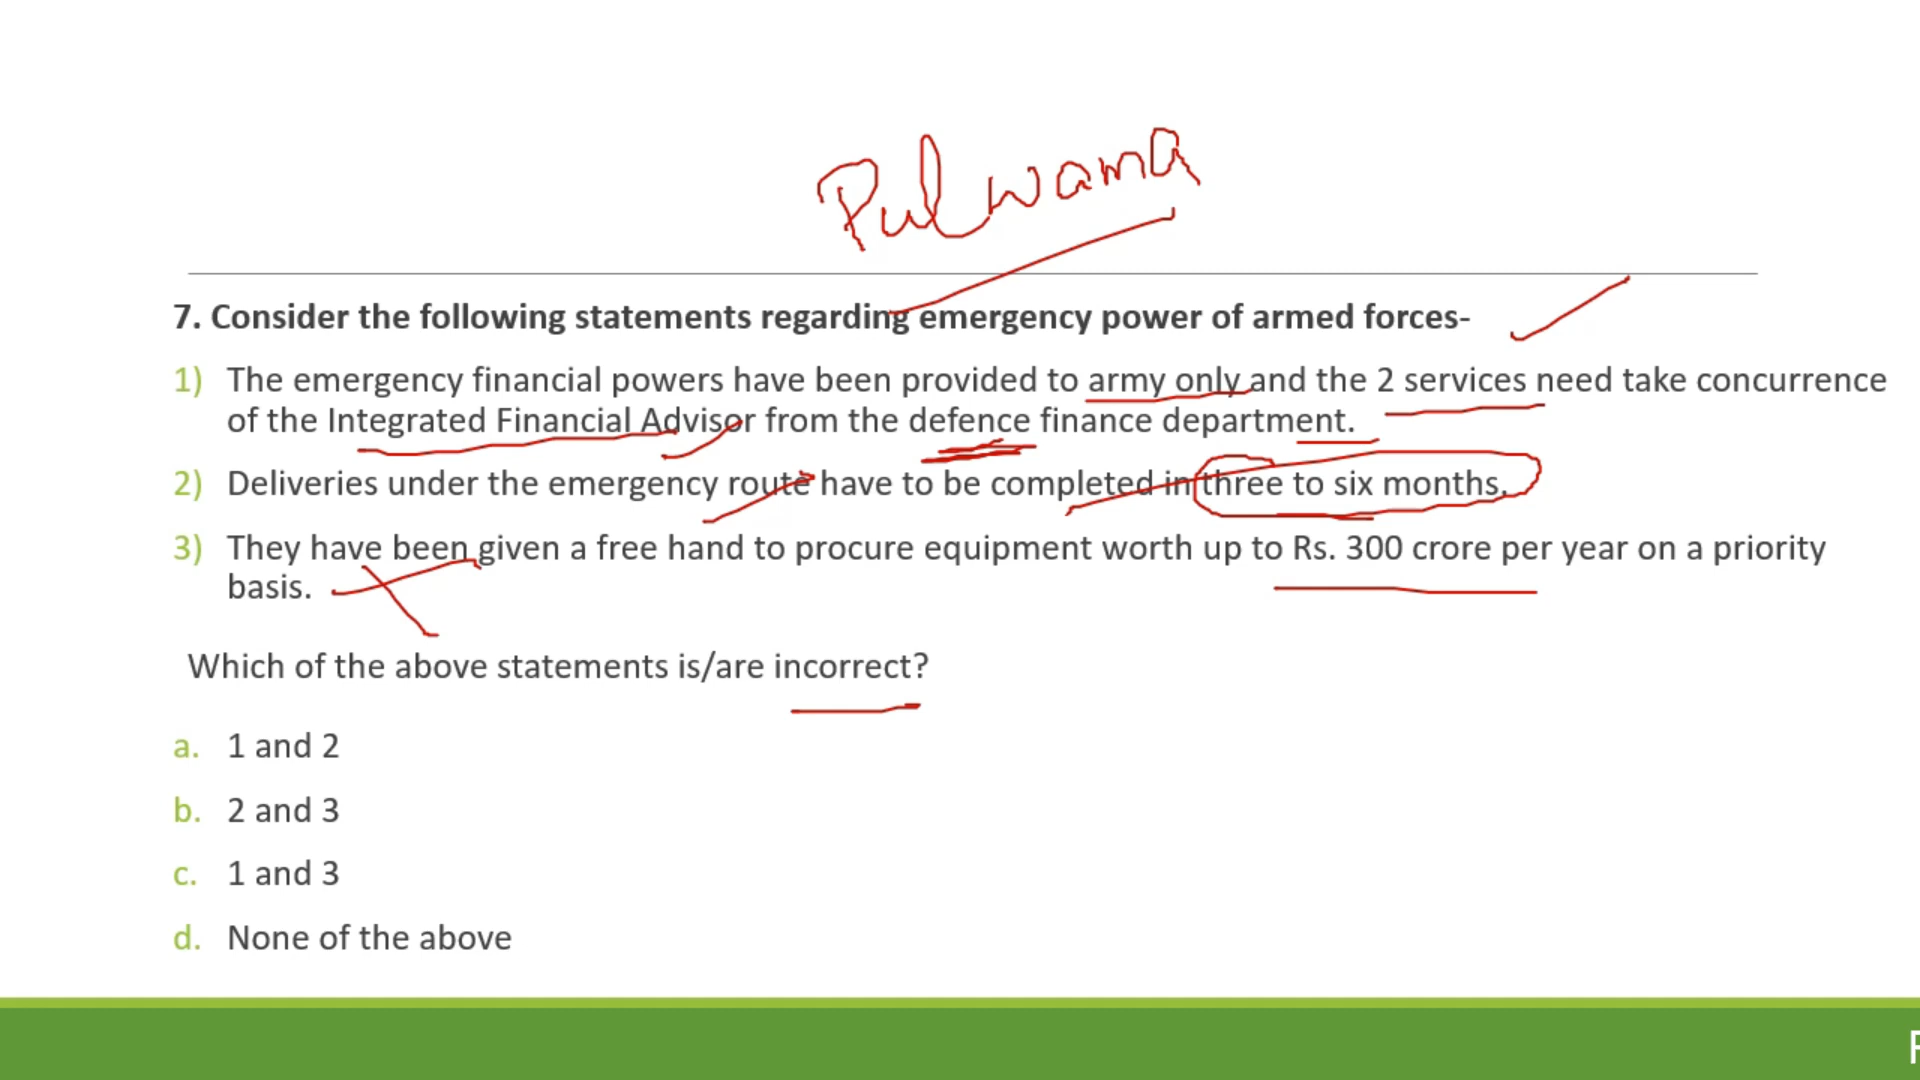 Pulwama
7. Consider the following statements regarding emergency power of armed forces-
1) The emergency financial powers have been provided to army only and the 2 services need take concurrence
of the Integrated Financial Advisor from the defence finance department.
2) Deliveries under the emergency route have to be completed in three to six months.
3) They have been given a free hand to procure equipment worth up to Rs. 300 crore per year on a priority
basis.
Which of the above statements is/are incorrect?
a. 1 and 2
b. 2 and 3
c. 1 and 3
d. None of the above